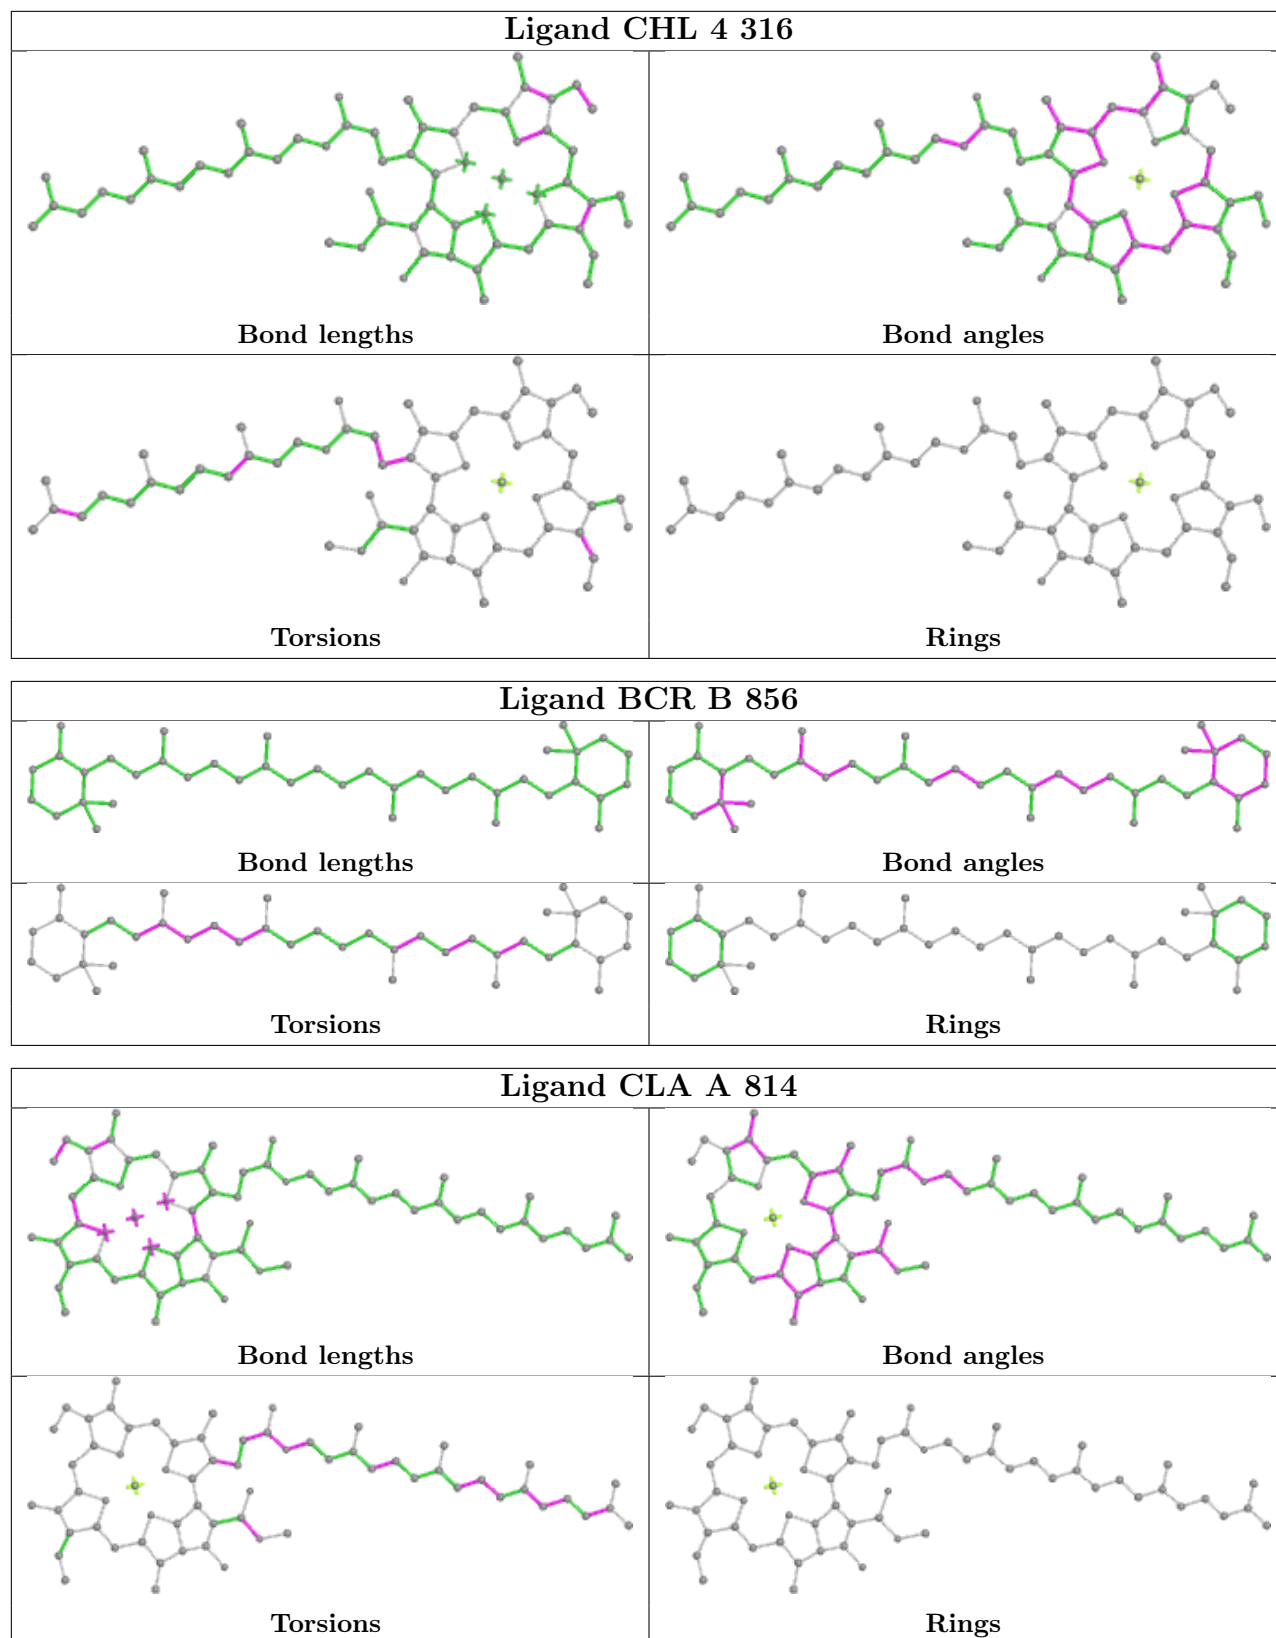 Ligand CHL 4 316
Bond lengths
Bond angles
Torsions
Rings
Ligand BCR B 856
Bond lengths
Bond angles
Torsions
Rings
Ligand CLA A 814
Bond lengths
Bond angles
Torsions
Rings